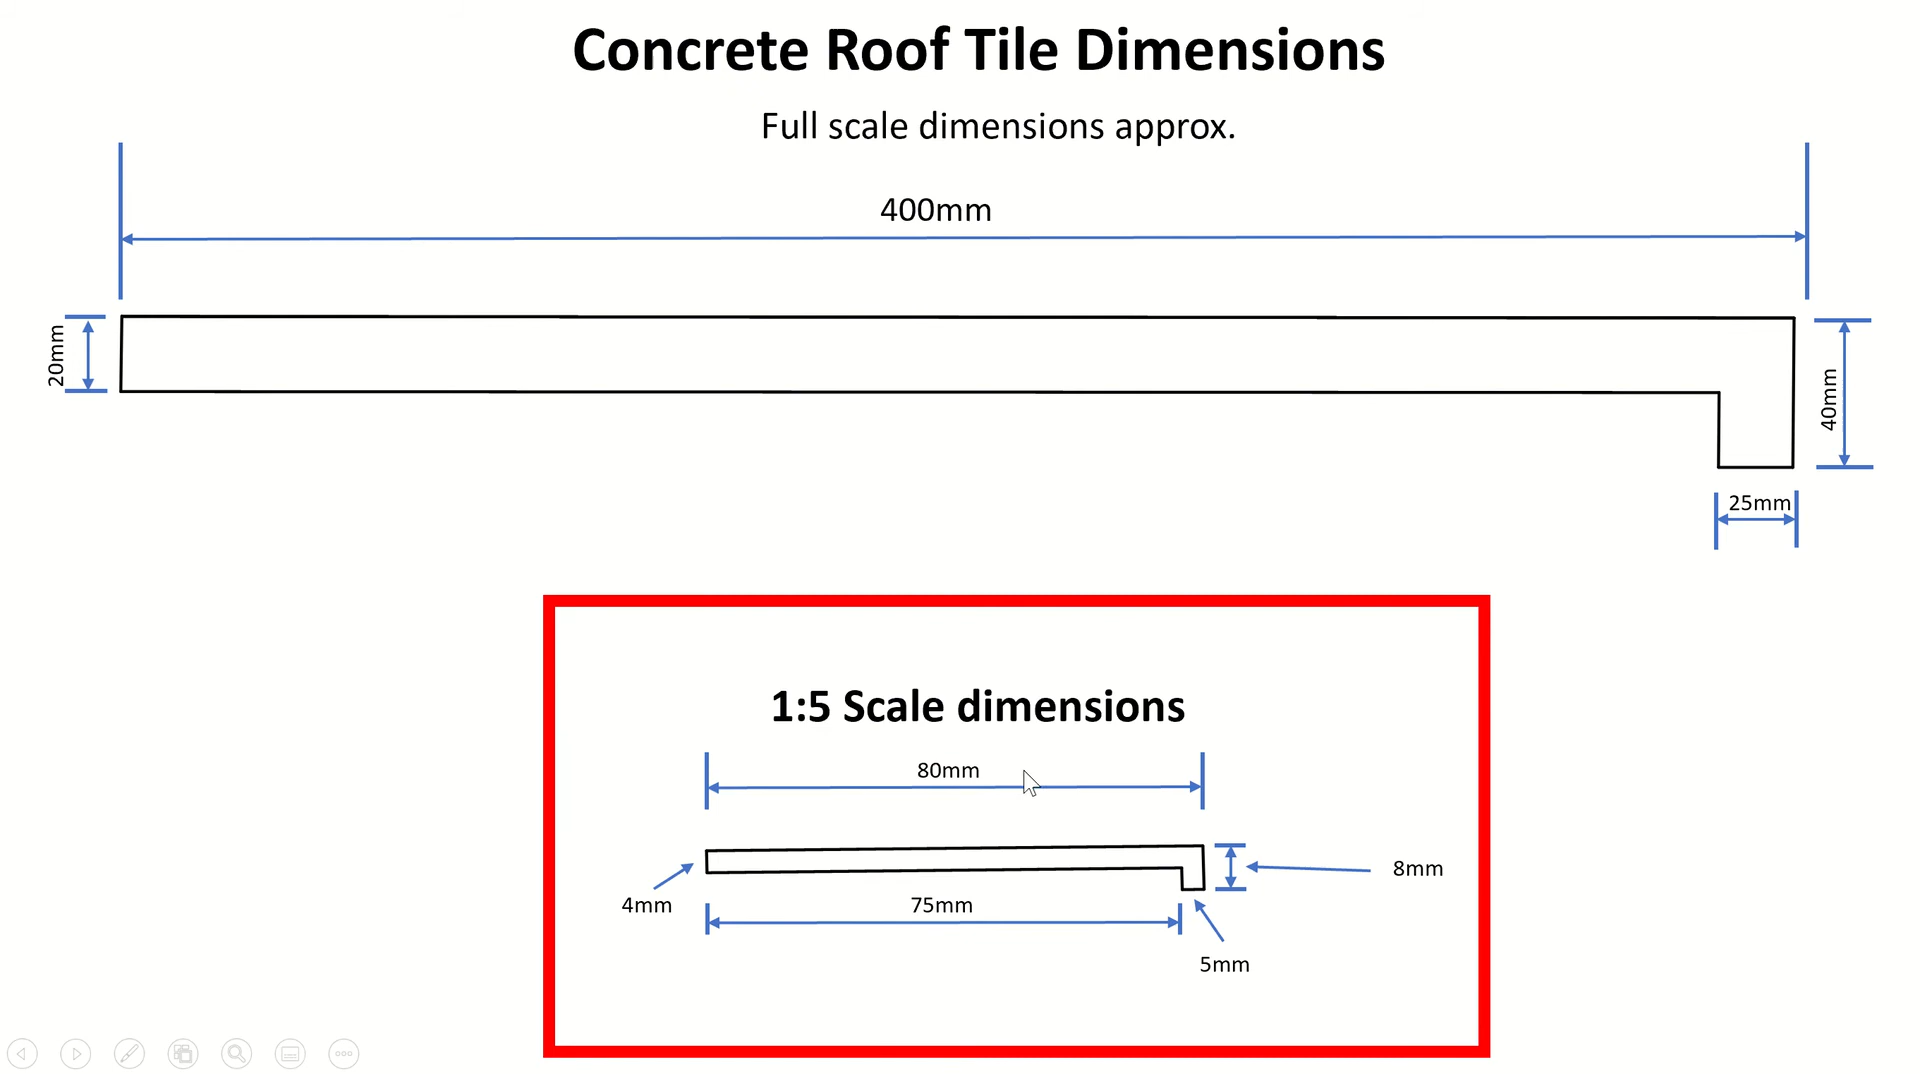 Concrete Roof Tile Dimensions
Full scale dimensions approx.
400mm
20mm
40mm
25mm
1:5 Scale dimensions
80mm
8mm
4mm
75mm
5mm